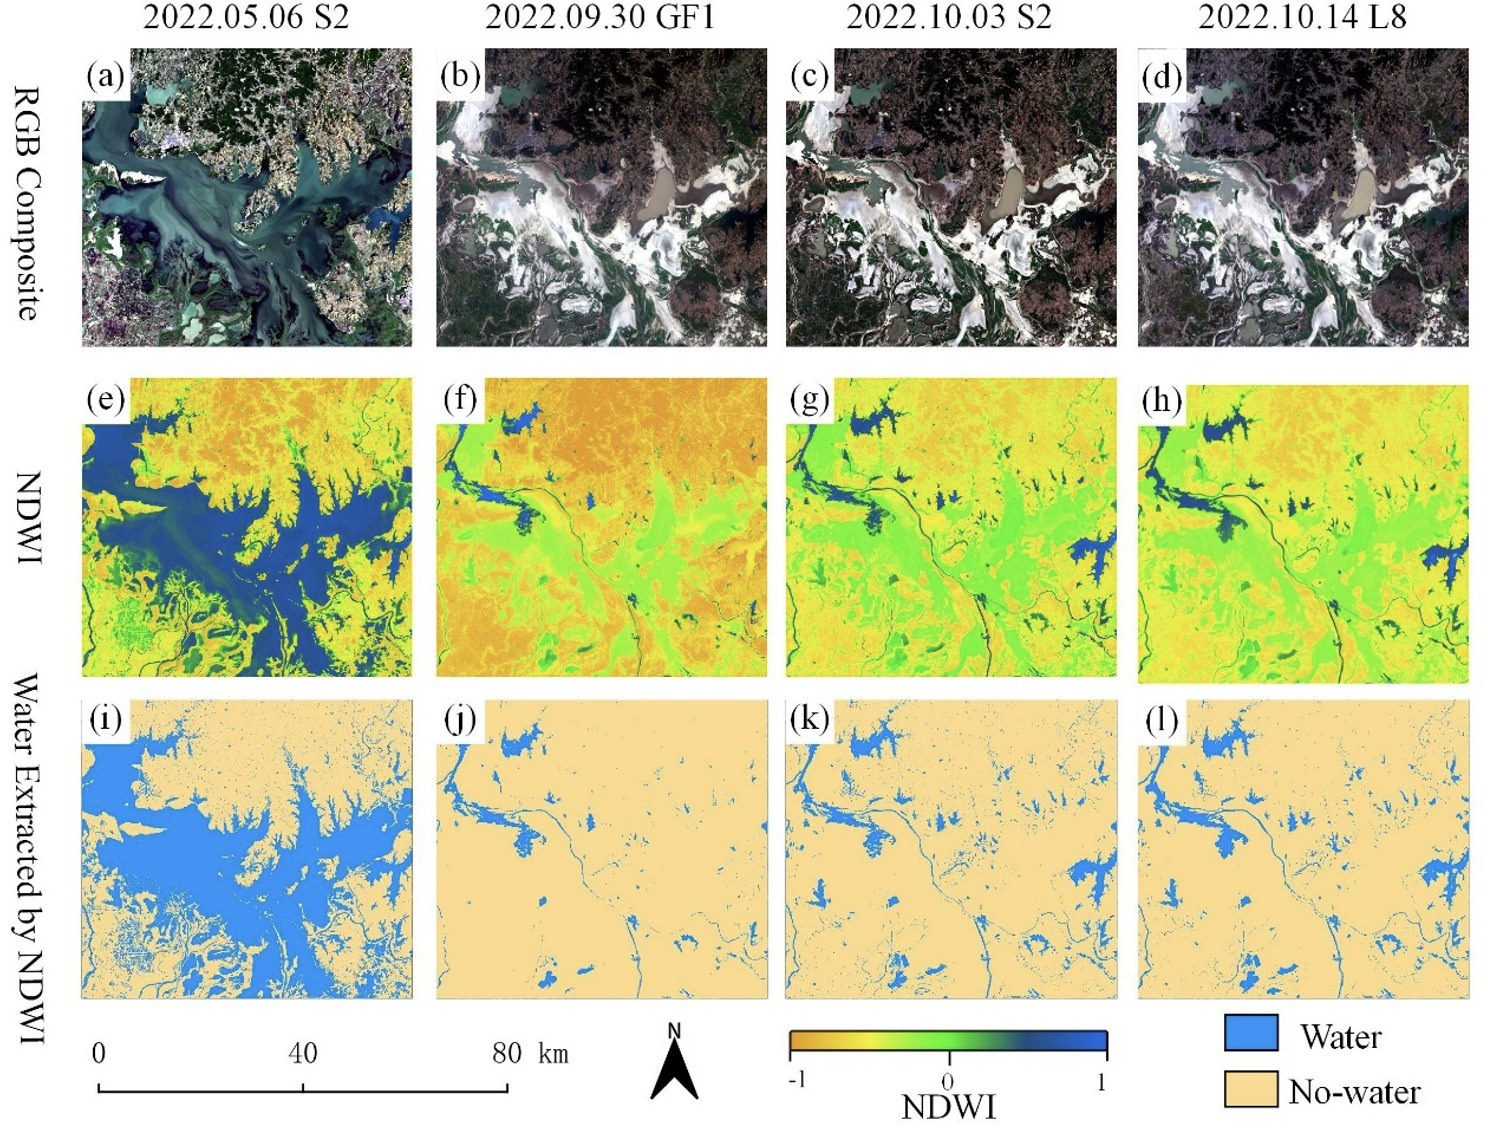 2022.05.06 S2
2022.09.30 GF1
2022.10.03 S2
2022.10.14 L8
RGB Composite
(a)
(b)
(c)
(d)
NDWI
(e)
(f)
(g)
(h)
Water Extracted by NDWI
(i)
(j)
(k)
(l)
0
40
80 km
N
-1
0
1
NDWI
Water
No-water